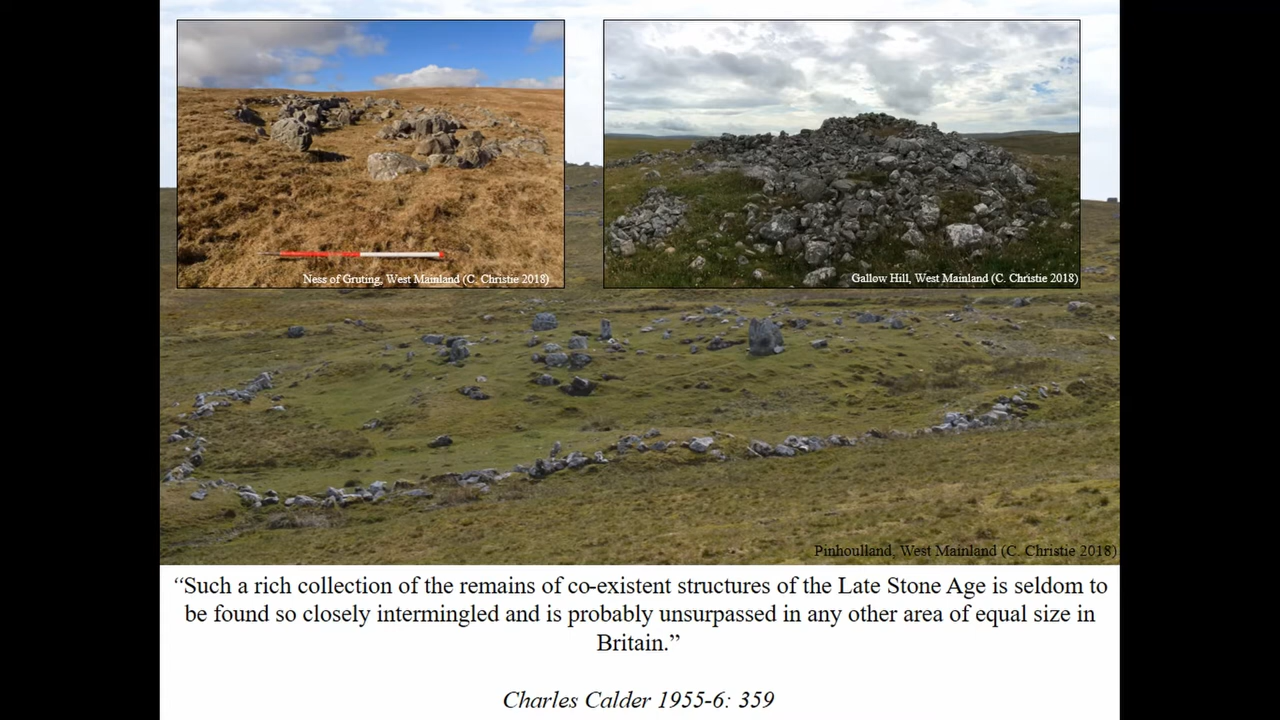 Ness of Gruting, West Mainland (C. Christie 2018)
Gallow Hill, West Mainland (C. Christie 2018)
Pinhoulland, West Mainland (C. Christie 2018)
“Such a rich collection of the remains of co-existent structures of the Late Stone Age is seldom to
be found so closely intermingled and is probably unsurpassed in any other area of equal size in
Britain.”
Charles Calder 1955-6: 359